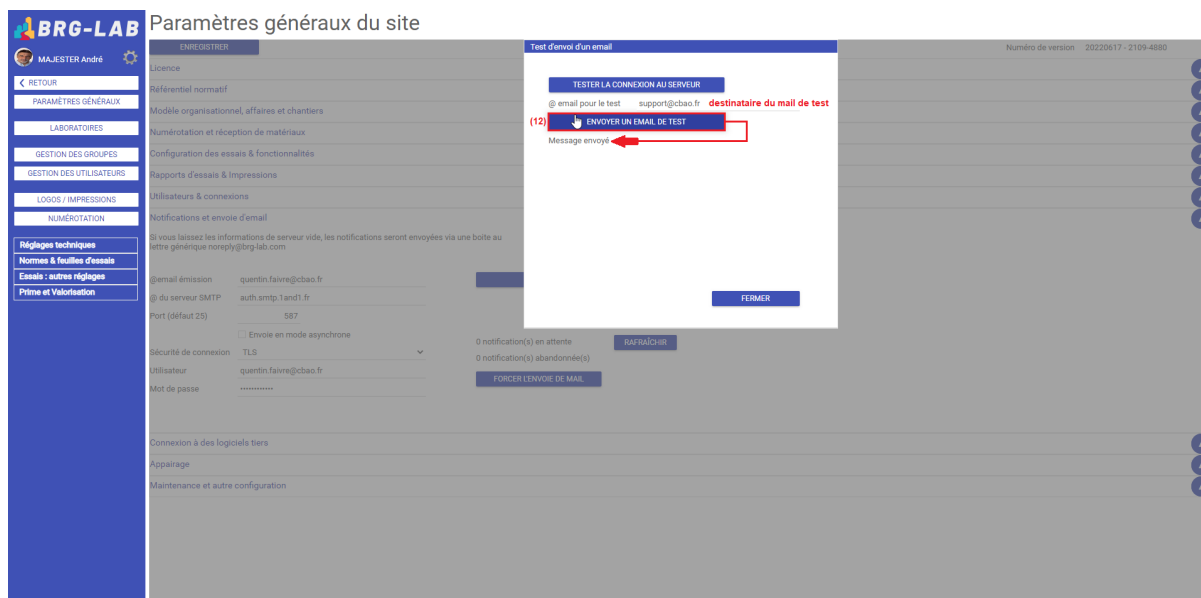 BRG-LAB
Paramètres généraux du site
MAJESTER André
RETOUR
PARAMÈTRES GÉNÉRAUX
LABORATOIRES
GESTION DES GROUPES
GESTION DES UTILISATEURS
LOGOS / IMPRESSIONS
NUMÉROTATION
Réglages techniques
Normes & feuilles d'essais
Essais : autres réglages
Prime et Valorisation
ENREGISTRER
Numéro de version 20220617 - 2109-4880
Licence
Référentiel normatif
Modèle organisationnel, affaires et chantiers
Numérotation et réception de matériaux
Configuration des essais & fonctionnalités
Rapports d'essais & Impressions
Utilisateurs & connexions
Notifications et envoie d'email
Si vous laissez les informations de serveur vide, les notifications seront envoyées via une boite au
lettre générique noreply@brg-lab.com
@email émission quentin.faivre@cbao.fr
@ du serveur SMTP auth.smtp.1and1.fr
Port (défaut 25) 587
Envoie en mode asynchrone
Sécurité de connexion TLS
Utilisateur quentin.faivre@cbao.fr
Mot de passe ••••••••••••
0 notification(s) en attente RAFRAÎCHIR
0 notification(s) abandonnée(s)
FORCER L'ENVOIE DE MAIL
Connexion à des logiciels tiers
Appairage
Maintenance et autre configuration
Test d'envoi d'un email
TESTER LA CONNEXION AU SERVEUR
@ email pour le test support@cbao.fr destinataire du mail de test
(12) ENVOYER UN EMAIL DE TEST
Message envoyé
FERMER